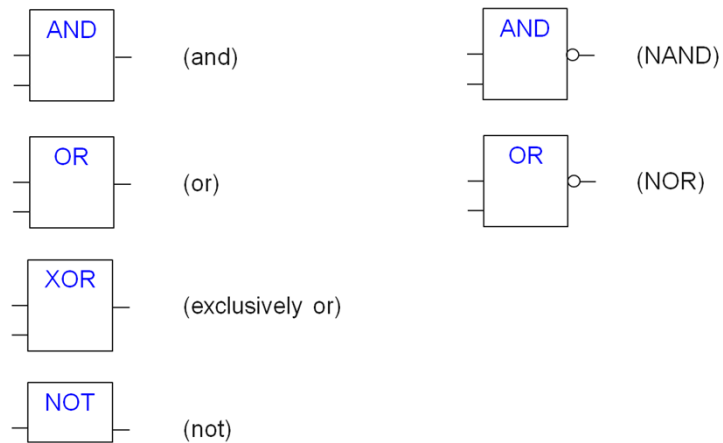 AND
(and)
AND
(NAND)
OR
(or)
OR
(NOR)
XOR
(exclusively or)
NOT
(not)